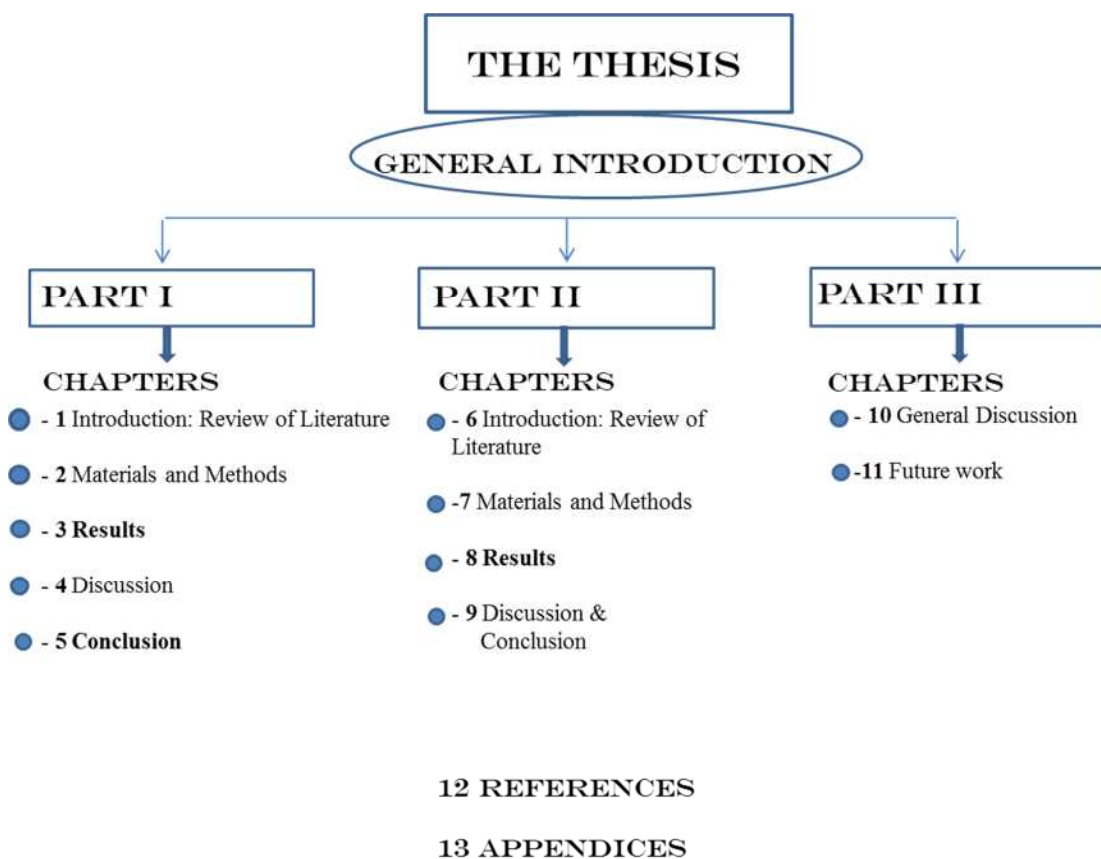 THE THESIS
GENERAL INTRODUCTION
PART I
CHAPTERS
- 1 Introduction: Review of Literature
- 2 Materials and Methods
- 3 Results
- 4 Discussion
- 5 Conclusion
PART II
CHAPTERS
- 6 Introduction: Review of
Literature
-7 Materials and Methods
- 8 Results
- 9 Discussion &
Conclusion
PART III
CHAPTERS
- 10 General Discussion
-11 Future work
12 REFERENCES
13 APPENDICES